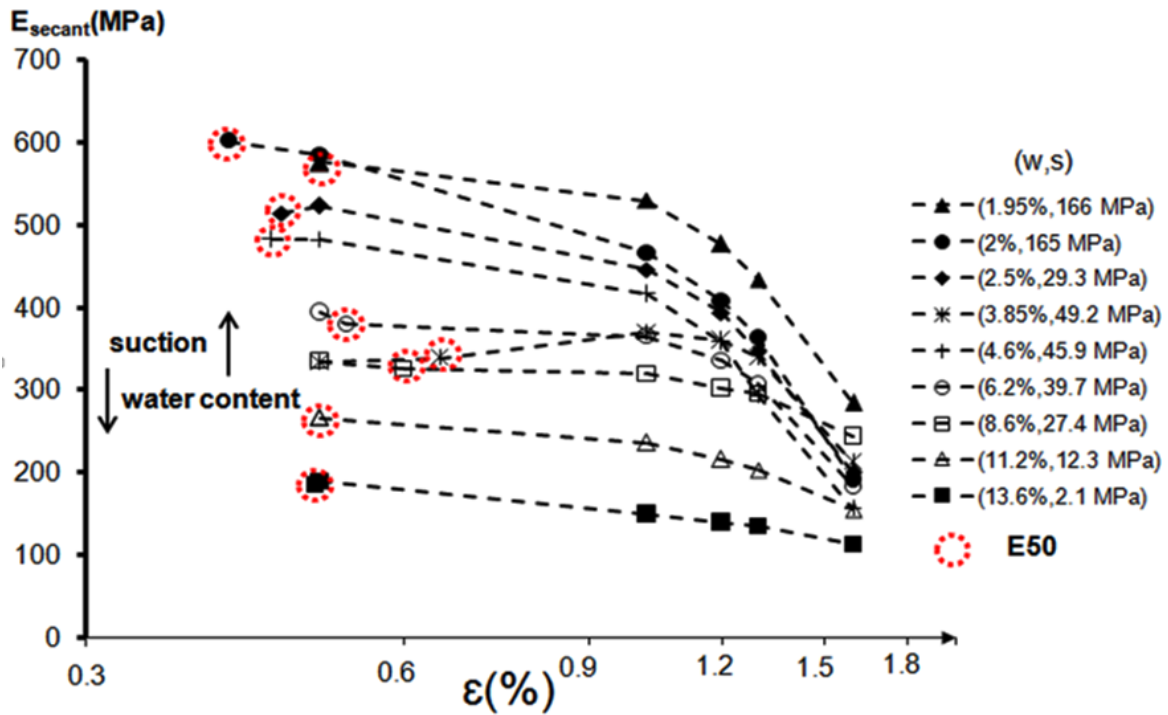 E_secant(MPa)
700
600
500
400
300
200
100
0
suction
water content
0.3
0.6
0.9
1.2
1.5
1.8
ε(%)
(w,s)
(1.95%,166 MPa)
(2%,165 MPa)
(2.5%,29.3 MPa)
(3.85%,49.2 MPa)
(4.6%,45.9 MPa)
(6.2%,39.7 MPa)
(8.6%,27.4 MPa)
(11.2%,12.3 MPa)
(13.6%,2.1 MPa)
E50